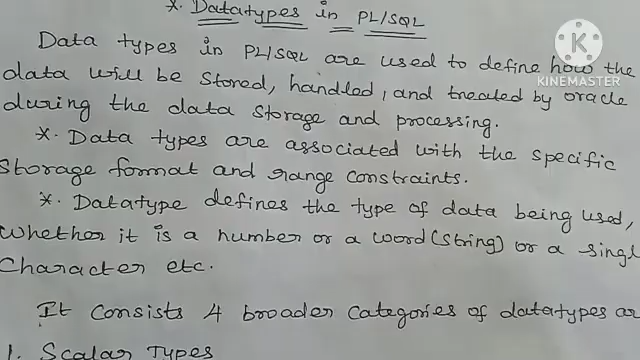 *. Datatypes in PL/SQL
Data types in PL/SQL are used to define how the
data will be stored, handled, and treated by oracle
during the data storage and processing.
*. Data types are associated with the specific
storage format and range constraints.
*. Datatype defines the type of data being used,
whether it is a number or a word (string) or a singl
character etc.
It consists 4 broader categories of datatypes ar
1. Scalar Types
K
KINEMASTER